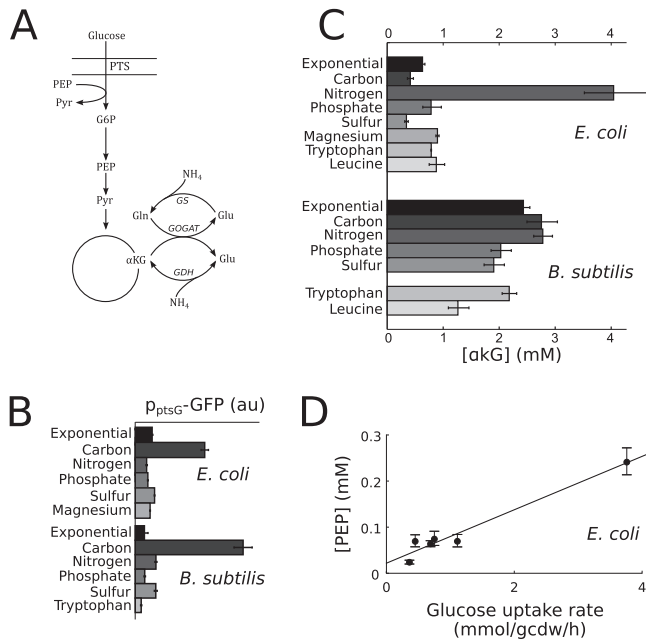 A
Glucose
PTS
PEP
Pyr
G6P
PEP
Pyr
NH4
GS
Gln
Glu
GOGAT
αKG
Glu
GDH
NH4
B
pptsG-GFP (au)
Exponential
Carbon
Nitrogen
Phosphate
Sulfur
Magnesium
E. coli
Exponential
Carbon
Nitrogen
Phosphate
Sulfur
Tryptophan
B. subtilis
C
0 1 2 3 4
Exponential
Carbon
Nitrogen
Phosphate
Sulfur
Magnesium
Tryptophan
Leucine
E. coli
Exponential
Carbon
Nitrogen
Phosphate
Sulfur
B. subtilis
Tryptophan
Leucine
0 1 2 3 4
[αkG] (mM)
D
0.3
0.2
0.1
0
[PEP] (mM)
E. coli
0 2 4
Glucose uptake rate
(mmol/gcdw/h)